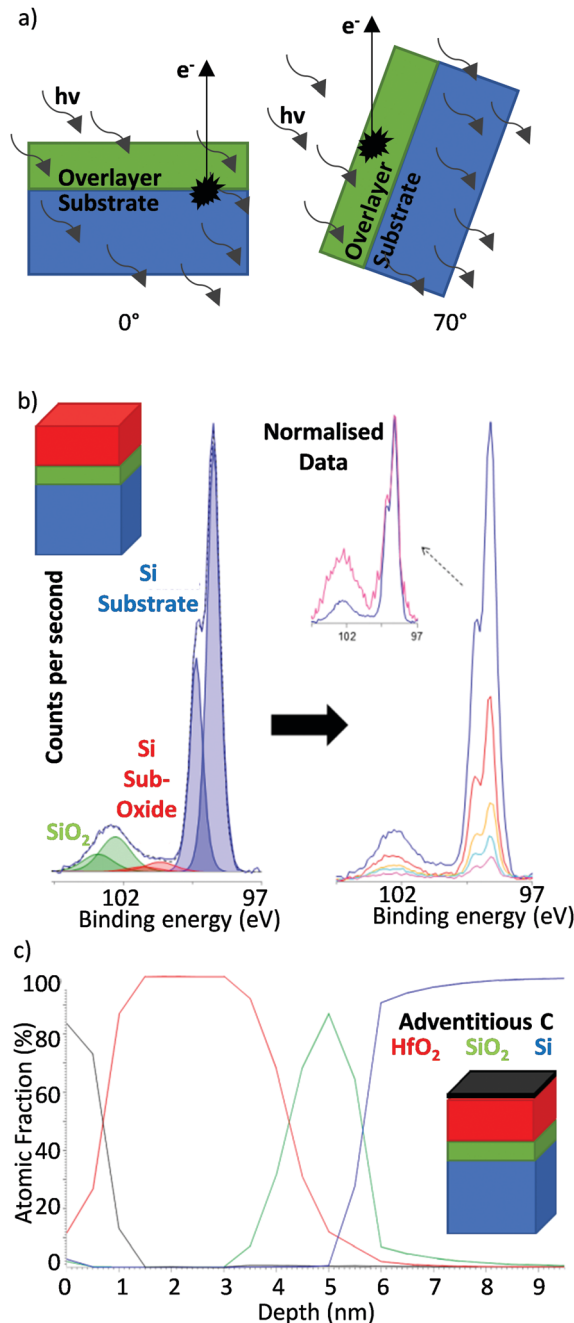 a)
e-
hv
Overlayer
Substrate
0°
e-
hv
Overlayer
Substrate
70°
b)
Counts per second
Si
Substrate
Si
Sub-
Oxide
SiO2
102
97
Binding energy (eV)
Normalised
Data
102
97
102
97
Binding energy (eV)
c)
Atomic Fraction (%)
100
80
60
40
20
0
Adventitious C
HfO2 SiO2 Si
0 1 2 3 4 5 6 7 8 9
Depth (nm)